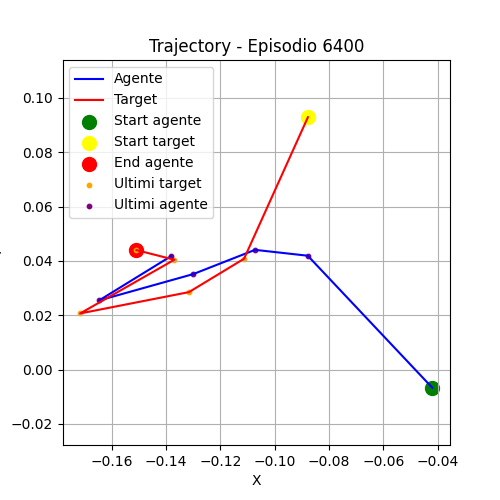 Trajectory - Episodio 6400
Agente
Target
Start agente
Start target
End agente
Ultimi target
Ultimi agente
0.10
0.08
0.06
0.04
0.02
0.00
−0.02
−0.16
−0.14
−0.12
−0.10
−0.08
−0.06
−0.04
X